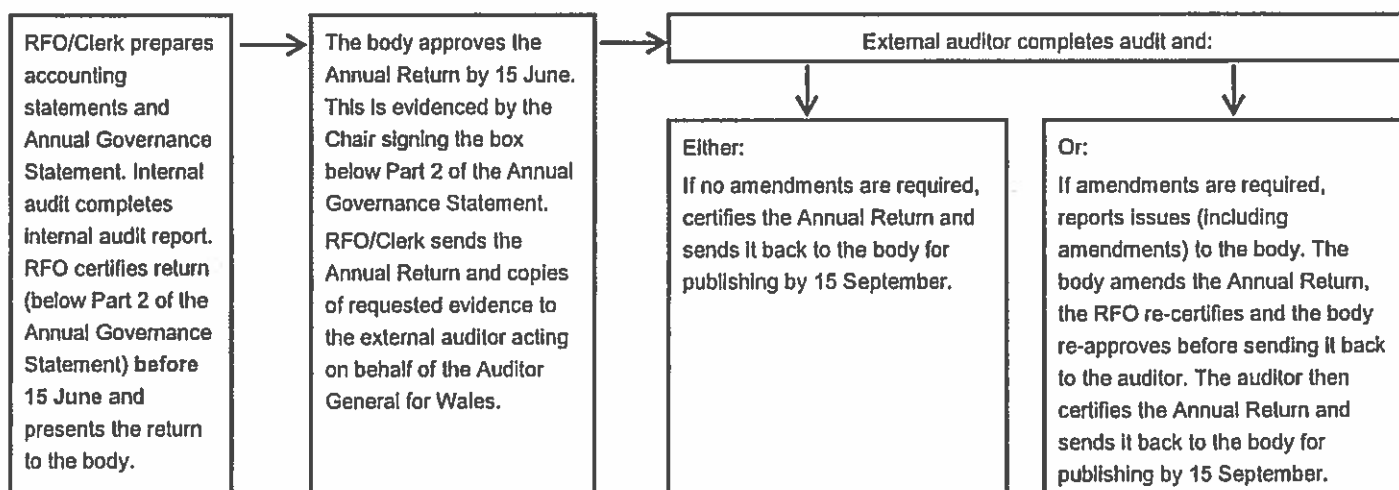 RFO/Clerk prepares
accounting
statements and
Annual Governance
Statement. Internal
audit completes
internal audit report.
RFO certifies return
(below Part 2 of the
Annual Governance
Statement) before
15 June and
presents the return
to the body.
The body approves the
Annual Return by 15 June.
This is evidenced by the
Chair signing the box
below Part 2 of the Annual
Governance Statement.
RFO/Clerk sends the
Annual Return and copies
of requested evidence to
the external auditor acting
on behalf of the Auditor
General for Wales.
External auditor completes audit and:
Either:
If no amendments are required,
certifies the Annual Return and
sends it back to the body for
publishing by 15 September.
Or:
If amendments are required,
reports issues (including
amendments) to the body. The
body amends the Annual Return,
the RFO re-certifies and the body
re-approves before sending it back
to the auditor. The auditor then
certifies the Annual Return and
sends it back to the body for
publishing by 15 September.